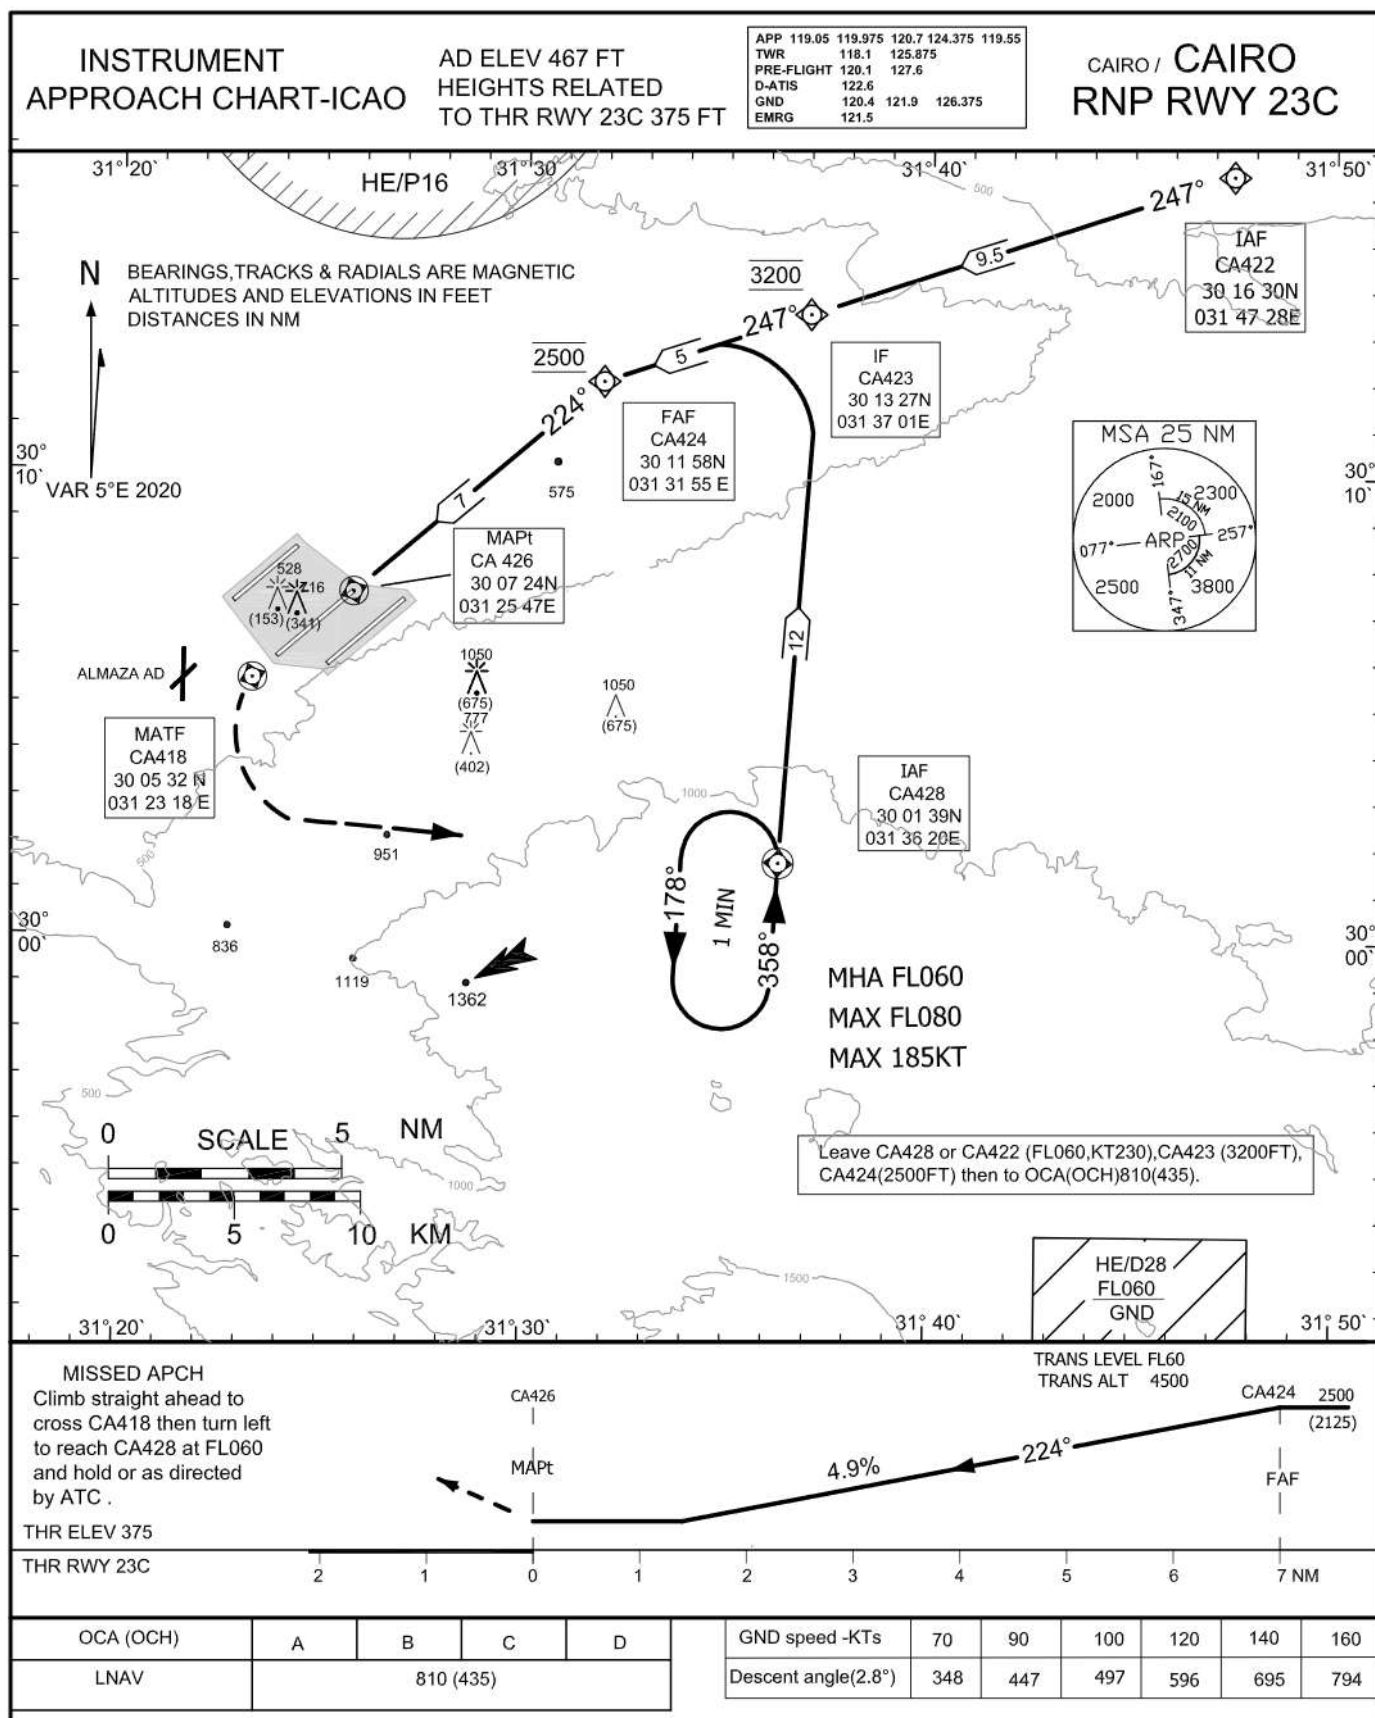 INSTRUMENT
APPROACH CHART-ICAO
AD ELEV 467 FT
HEIGHTS RELATED
TO THR RWY 23C 375 FT
APP 119.05 119.975 120.7 124.375 119.55
TWR 118.1 125.875
PRE-FLIGHT 120.1 127.6
D-ATIS 122.6
GND 120.4 121.9 126.375
EMRG 121.5
CAIRO / CAIRO
RNP RWY 23C
31°20`
31°30`
31°40`
31°50`
HE/P16
500
247°
9.5
IAF
CA422
30 16 30N
031 47 28E
N
BEARINGS,TRACKS & RADIALS ARE MAGNETIC
ALTITUDES AND ELEVATIONS IN FEET
DISTANCES IN NM
VAR 5°E 2020
3200
247°
5
2500
224°
7
IF
CA423
30 13 27N
031 37 01E
FAF
CA424
30 11 58N
031 31 55 E
30°
10`
30°
10`
575
MSA 25 NM
167°
2000
2300
15 NM
2100
077°
ARP
257°
2700
11 NM
2500
3800
347°
MAPt
CA 426
30 07 24N
031 25 47E
528
716
(153)
(341)
12
ALMAZA AD
1050
(675)
777
(402)
1050
(675)
MATF
CA418
30 05 32 N
031 23 18 E
IAF
CA428
30 01 39N
031 36 26E
1000
500
951
178°
1 MIN
358°
30°
00`
30°
00`
836
1119
1362
MHA FL060
MAX FL080
MAX 185KT
500
0 SCALE 5 NM
1000
0 5 10 KM
Leave CA428 or CA422 (FL060,KT230),CA423 (3200FT),
CA424(2500FT) then to OCA(OCH)810(435).
1500
HE/D28
FL060
GND
31°20`
31°30`
31°40`
31°50`
MISSED APCH
Climb straight ahead to
cross CA418 then turn left
to reach CA428 at FL060
and hold or as directed
by ATC .
TRANS LEVEL FL60
TRANS ALT 4500
CA426
MAPt
CA424 2500
(2125)
4.9%
224°
FAF
THR ELEV 375
THR RWY 23C
2 1 0 1 2 3 4 5 6 7 NM
OCA (OCH) A B C D
LNAV 810 (435)
GND speed -KTs 70 90 100 120 140 160
Descent angle(2.8°) 348 447 497 596 695 794